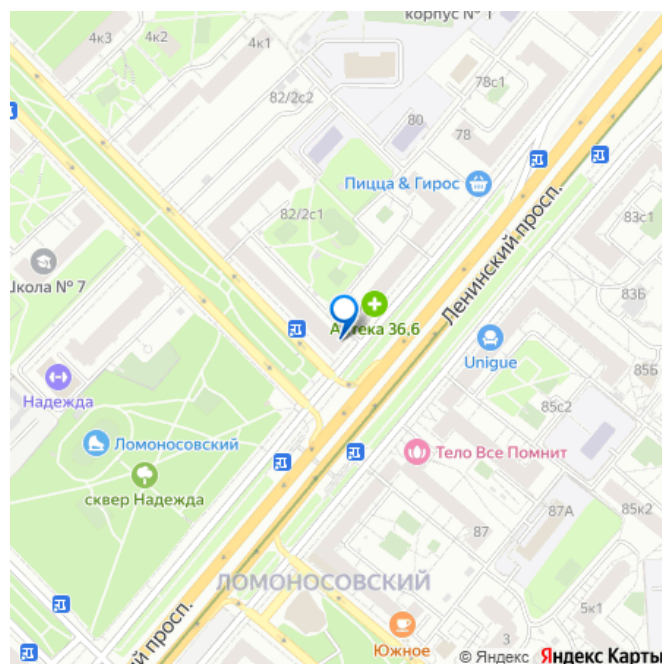 корпус № 1
4к3
4к2
4к1
78с1
82/2с2
80
78
Пицца & Гирос
Ленинский просп.
83с1
82/2с1
Школа № 7
83Б
Аптека 36,6
Unigue
85Б
Надежда
85с2
Ломоносовский
Тело Все Помнит
сквер Надежда
87А
85к2
87
ЛОМОНОСОВСКИЙ
5к1
ий просп.
Южное
3
© Яндекс Яндекс Карты